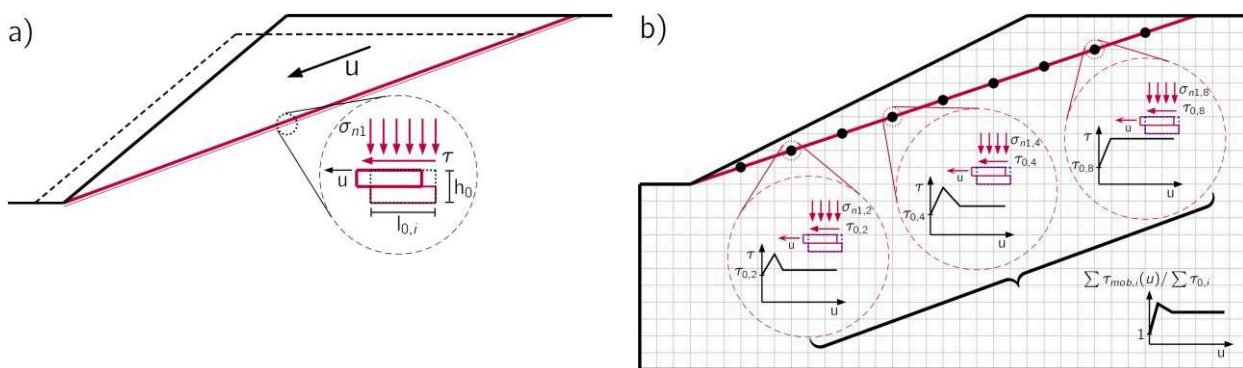 a)
u
σn1
τ
u
h0
l0,i
b)
σn1,8
τ0,8
u
τ
τ0,8
u
σn1,4
τ0,4
u
τ
τ0,4
u
σn1,2
τ0,2
u
τ
τ0,2
u
∑ τmob,i(u)/ ∑ τ0,i
1
u